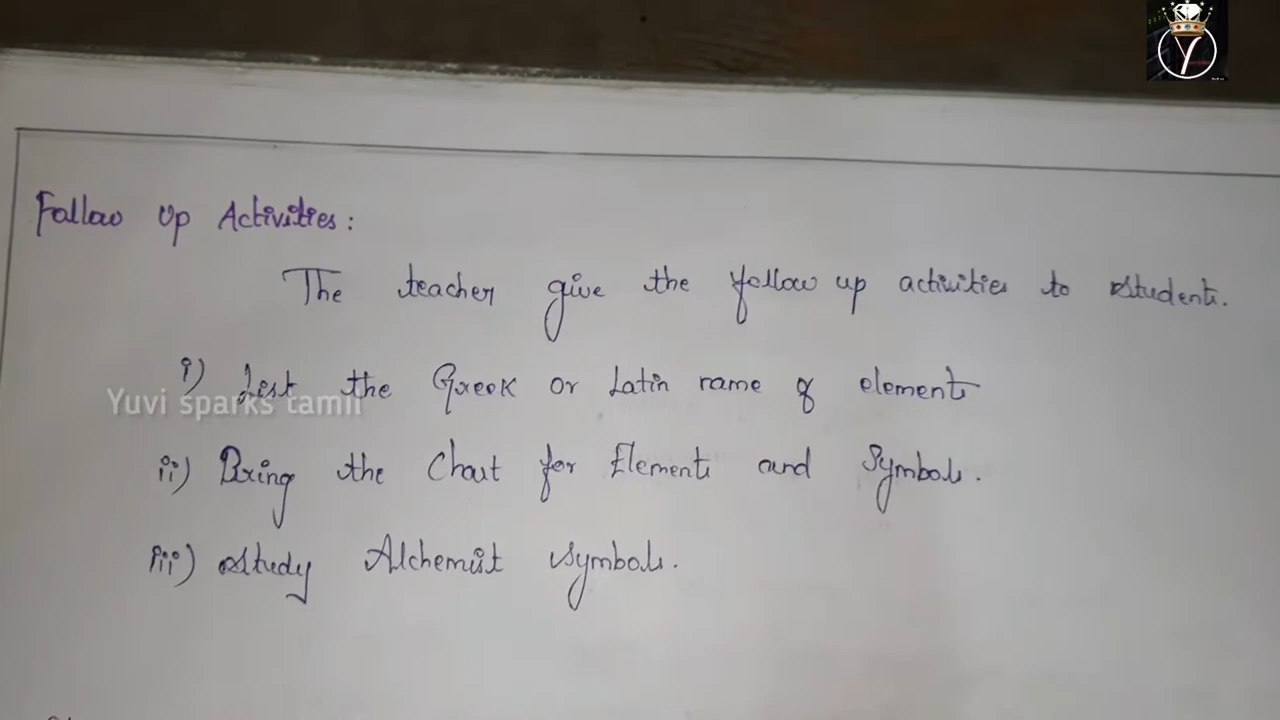 Y
Follow Up Activities:
The teacher give the follow up activities to students.
i) List the Greek or Latin name of elements
Yuvi sparks tamil
ii) Bring the Chart for Elements and Symbols.
iii) Study Alchemist symbols.